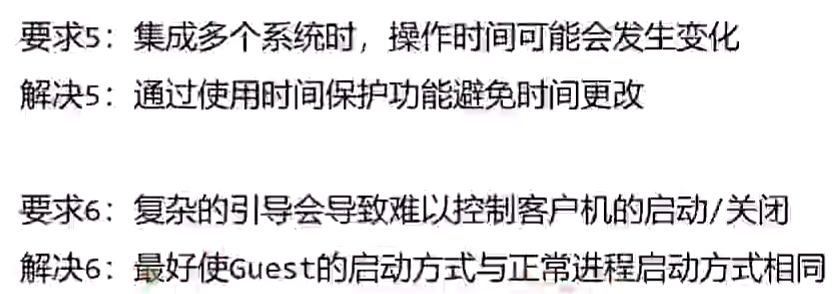 要求5：集成多个系统时，操作时间可能会发生变化
解决5：通过使用时间保护功能避免时间更改
要求6：复杂的引导会导致难以控制客户机的启动/关闭
解决6：最好使Guest的启动方式与正常进程启动方式相同